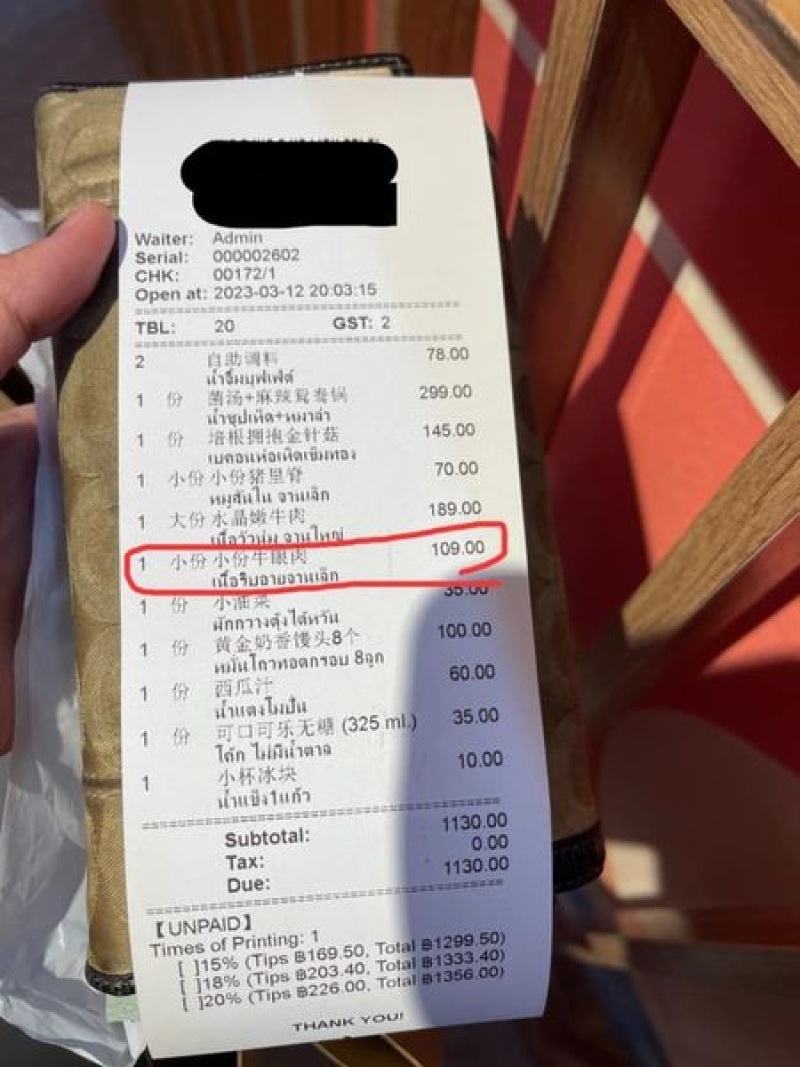 Waiter: Admin
Serial: 000002602
CHK: 00172/1
Open at: 2023-03-12 20:03:15
TBL: 20 GST: 2
2 自助调料 78.00
น้ำจิ้มบุฟเฟ่ต์
1 份 菌汤+麻辣鸳鸯锅 299.00
น้ำซุปเห็ด+หมาล่า
1 份 培根拥抱金针菇 145.00
เบคอนห่อเห็ดเข็มทอง
1 小份 小份猪里脊 70.00
หมูสันใน จานเล็ก
1 大份 水晶嫩牛肉 189.00
เนื้อวัวนุ่ม จานใหญ่
1 小份 小份牛眼肉 109.00
เนื้อริบอายจานเล็ก
1 份 小油菜 35.00
ผักกวางตุ้งไต้หวัน
1 份 黄金奶香馒头8个 100.00
หมั่นโถวทอดกรอบ 8ลูก
1 份 西瓜汁 60.00
น้ำแตงโมปั่น
1 份 可口可乐无糖 (325 ml.) 35.00
โค้ก ไม่มีน้ำตาล
1 小杯冰块 10.00
น้ำแข็ง1แก้ว
Subtotal: 1130.00
Tax: 0.00
Due: 1130.00
【UNPAID】
Times of Printing: 1
[ ]15% (Tips ฿169.50, Total ฿1299.50)
[ ]18% (Tips ฿203.40, Total ฿1333.40)
[ ]20% (Tips ฿226.00, Total ฿1356.00)
THANK YOU!